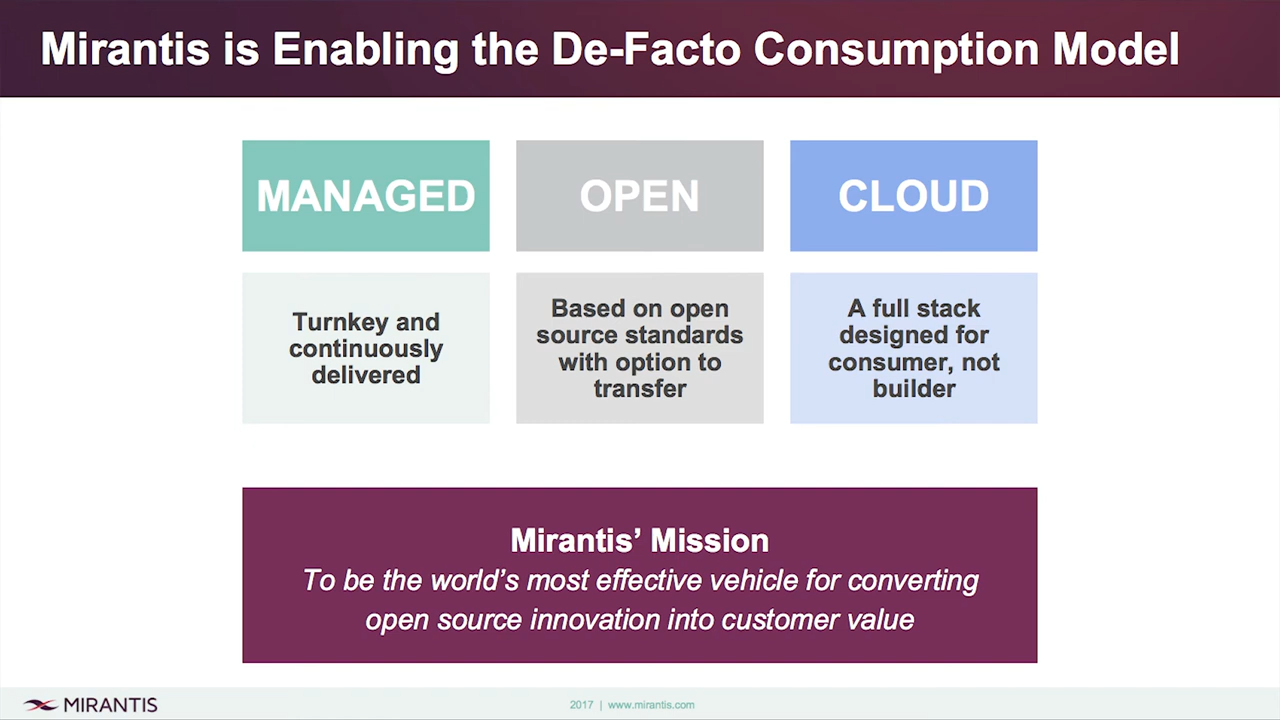 Mirantis is Enabling the De-Facto Consumption Model
MANAGED
OPEN
CLOUD
Turnkey and
continuously
delivered
Based on open
source standards
with option to
transfer
A full stack
designed for
consumer, not
builder
Mirantis’ Mission
To be the world’s most effective vehicle for converting
open source innovation into customer value
MIRANTIS
2017 | www.mirantis.com